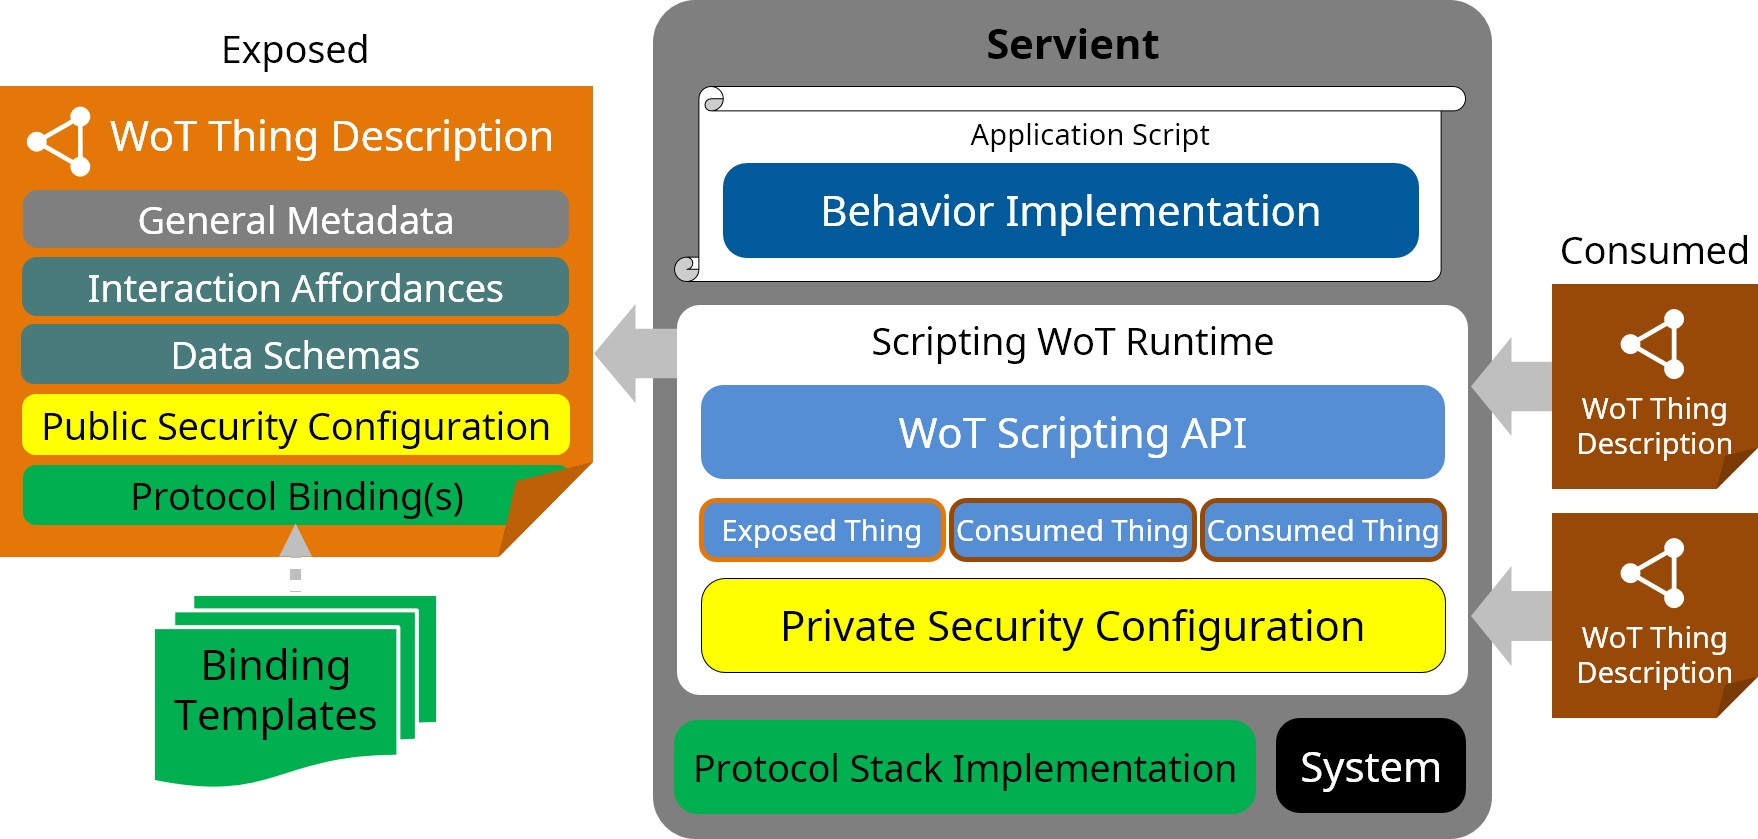 Exposed
WoT Thing Description
General Metadata
Interaction Affordances
Data Schemas
Public Security Configuration
Protocol Binding(s)
Binding
Templates
Servient
Application Script
Behavior Implementation
Scripting WoT Runtime
WoT Scripting API
Exposed Thing
Consumed Thing
Consumed Thing
Private Security Configuration
Protocol Stack Implementation
System
Consumed
WoT Thing
Description
WoT Thing
Description